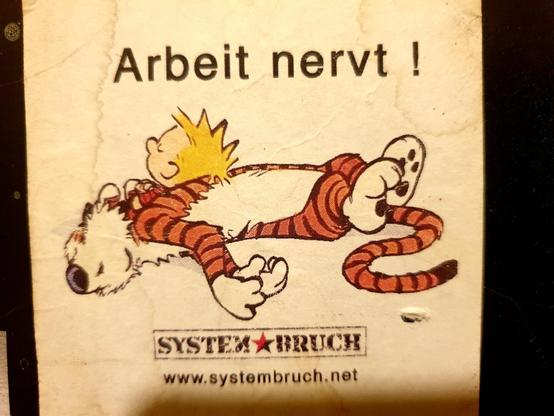 Arbeit nervt !
SYSTEM★BRUCH
www.systembruch.net